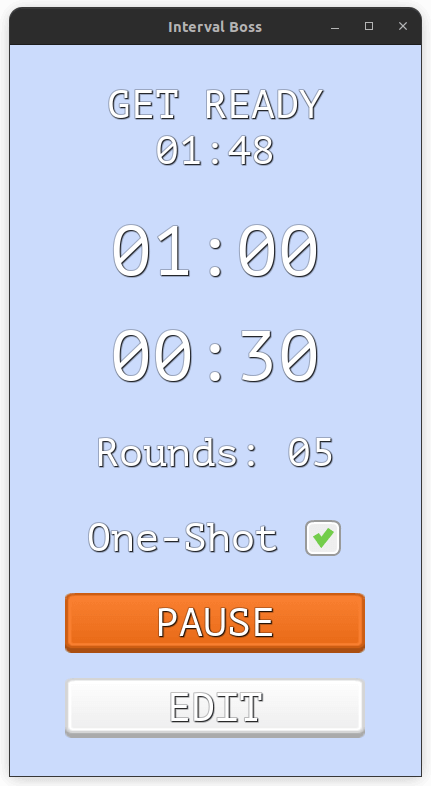 Interval Boss
GET READY
01:48
01:00
00:30
Rounds: 05
One-Shot
PAUSE
EDIT